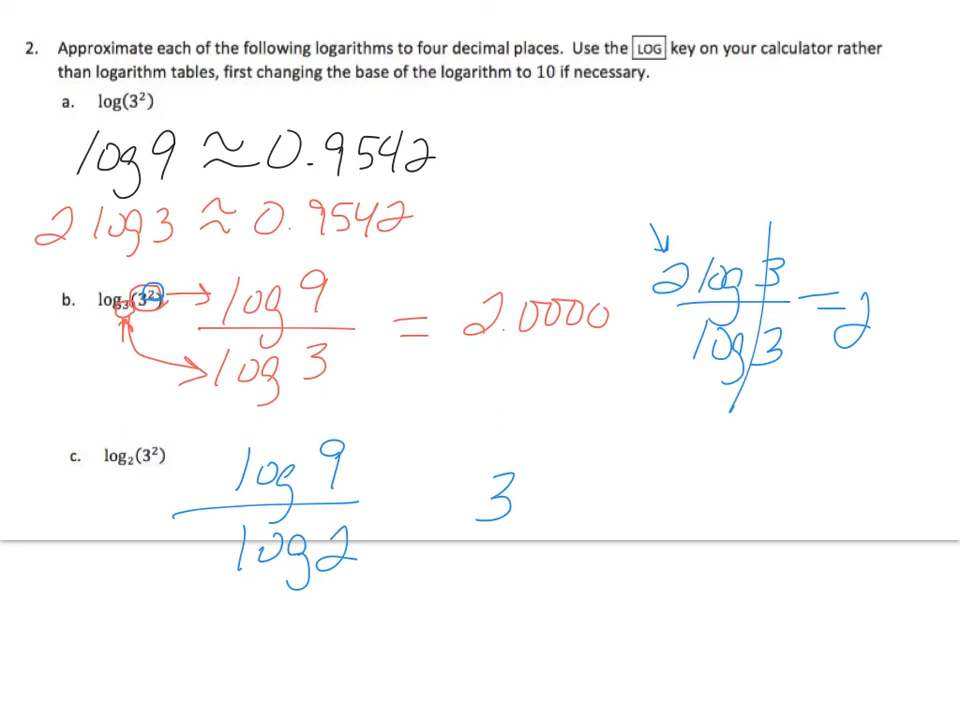 2. Approximate each of the following logarithms to four decimal places. Use the LOG key on your calculator rather
than logarithm tables, first changing the base of the logarithm to 10 if necessary.
a. log(3²)
log 9 ≈ 0.9542
2 log 3 ≈ 0.9542
b. log₃(3²) → log 9 / log 3 = 2.0000
2 log 3 / log 3 = 2
c. log₂(3²) log 9 / log 2 3